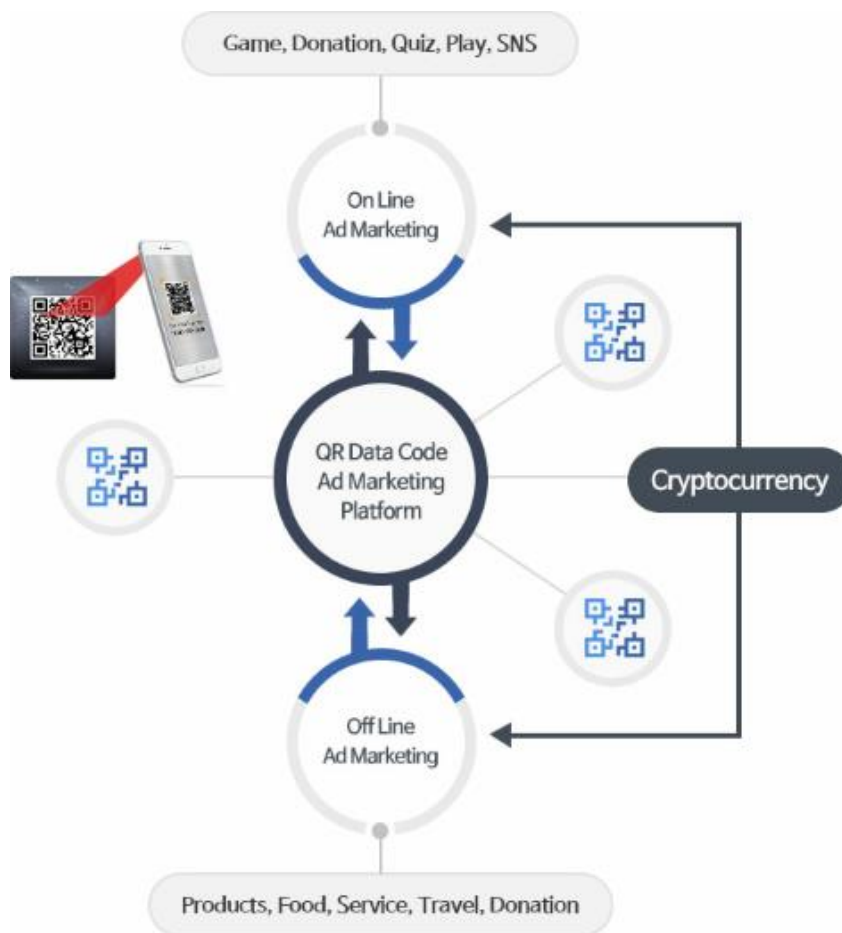 Game, Donation, Quiz, Play, SNS
On Line
Ad Marketing
QR Data Code
Ad Marketing
Platform
Cryptocurrency
Off Line
Ad Marketing
Products, Food, Service, Travel, Donation